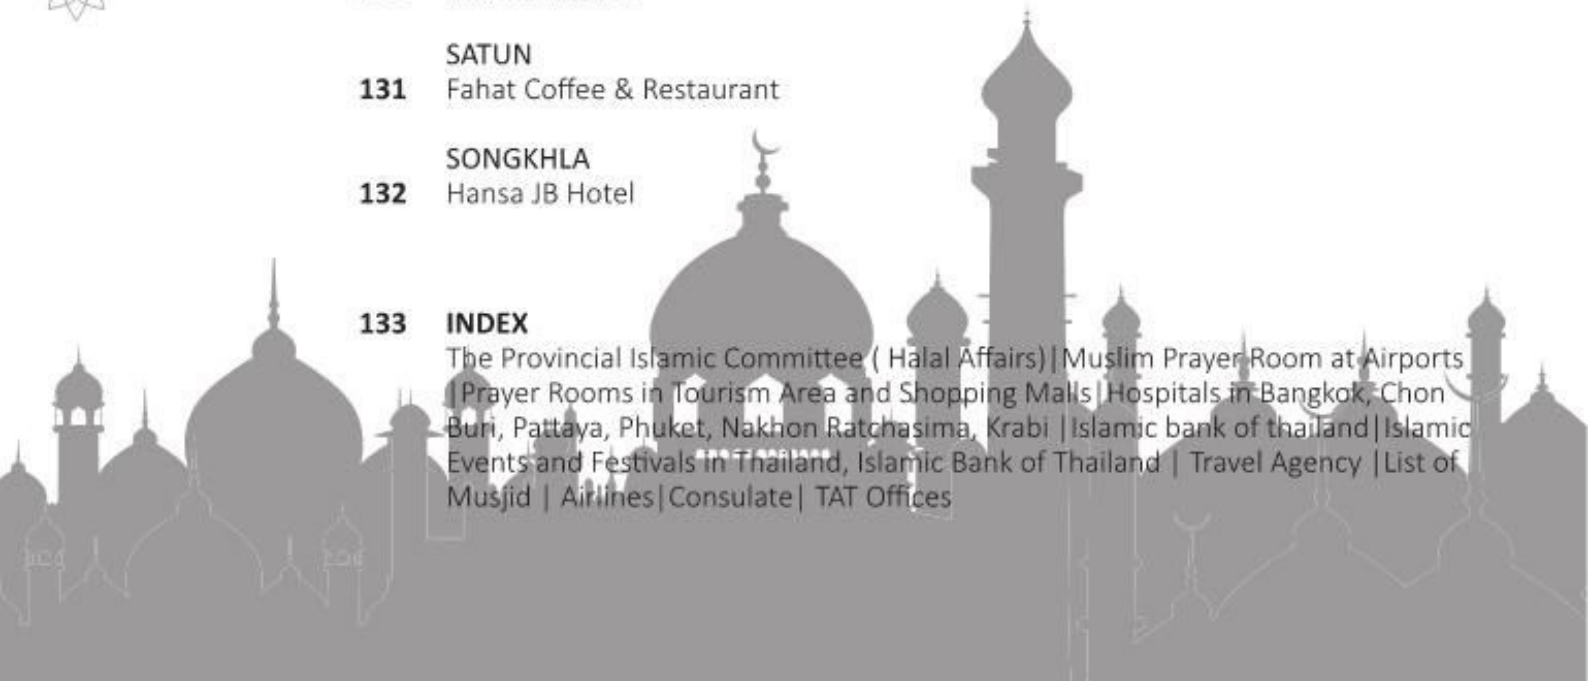 SATUN
131 Fahat Coffee & Restaurant
SONGKHLA
132 Hansa JB Hotel
133 INDEX
The Provincial Islamic Committee ( Halal Affairs)|Muslim Prayer Room at Airports
|Prayer Rooms in Tourism Area and Shopping Malls|Hospitals in Bangkok, Chon
Buri, Pattaya, Phuket, Nakhon Ratchasima, Krabi |Islamic bank of thailand|Islamic
Events and Festivals in Thailand, Islamic Bank of Thailand | Travel Agency |List of
Musjid | Airlines|Consulate| TAT Offices